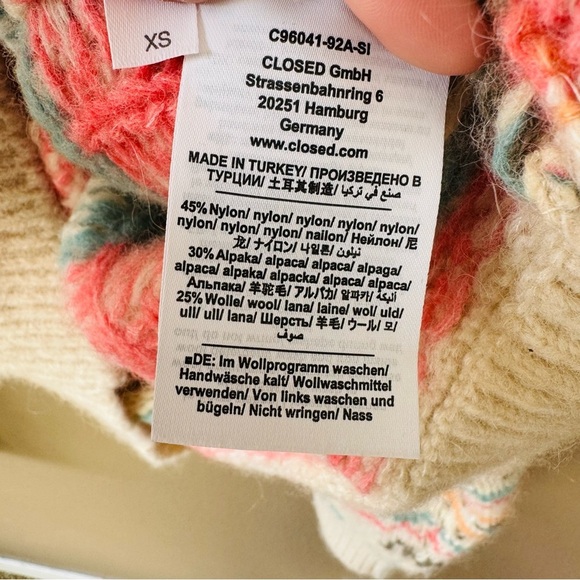 XS
C96041-92A-SI
CLOSED GmbH
Strassenbahnring 6
20251 Hamburg
Germany
www.closed.com
MADE IN TURKEY/ ПРОИЗВЕДЕНО В
ТУРЦИИ/ 土耳其制造/ صنع في تركيا
45% Nylon/ nylon/ nylon/ nylon/ nylon/
nylon/ nylon/ nylon/ nailon/ Нейлон/ 尼
龙/ ナイロン/ 나일론/ نيلون
30% Alpaka/ alpaca/ alpaca/ alpaga/
alpaca/ alpaka/ alpacka/ alpaca/ alpaca/
Альпака/ 羊驼毛/ アルパカ/ 알파카/ ألبكة
25% Wolle/ wool/ lana/ laine/ wol/ uld/
ull/ ull/ lana/ Шерсть/ 羊毛/ ウール/ 모/
صوف
■DE: Im Wollprogramm waschen/
Handwäsche kalt/ Wollwaschmittel
verwenden/ Von links waschen und
bügeln/ Nicht wringen/ Nass